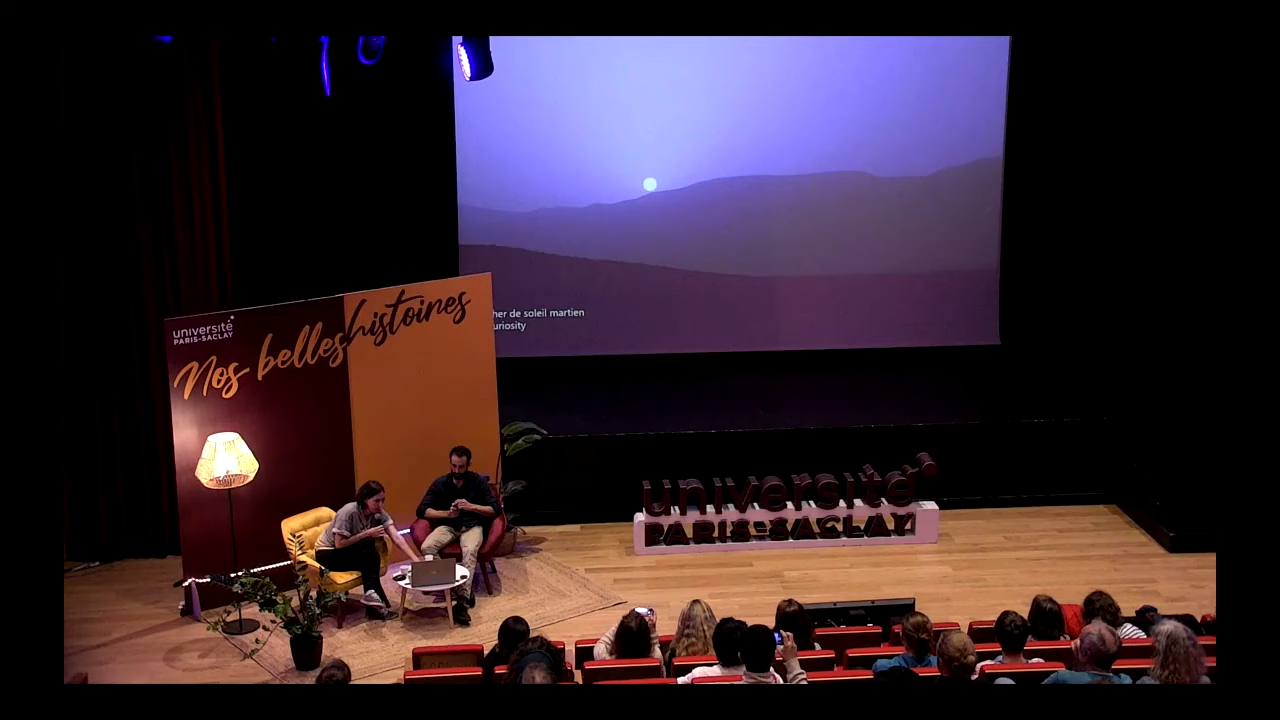 her de soleil martien
uriosity
université
PARIS-SACLAY
Nos belles histoires
université
PARIS-SACLAY